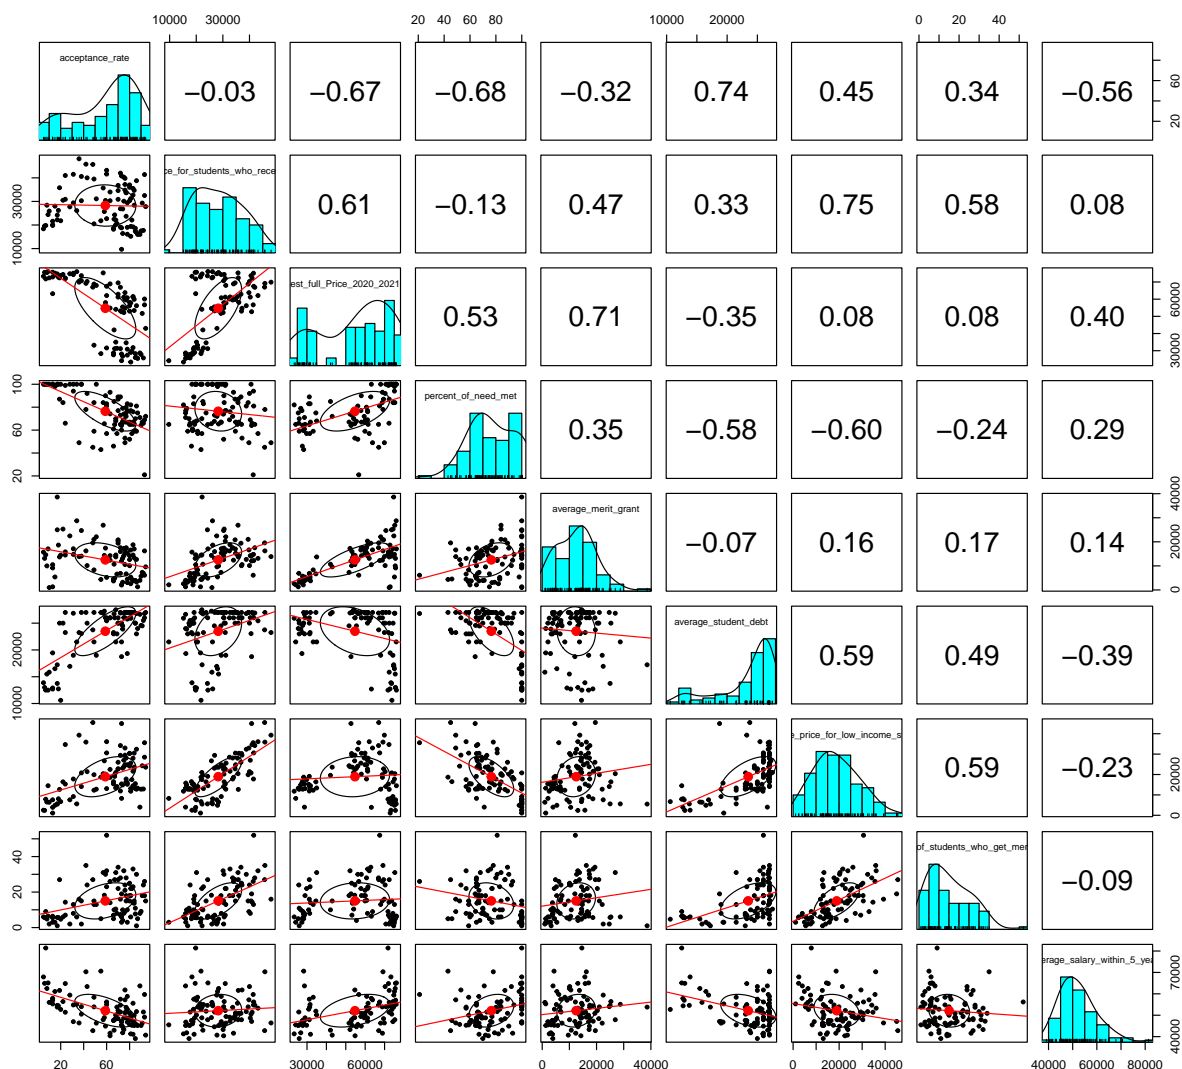 10000 30000 20 40 60 80 10000 20000 0 20 40
acceptance_rate −0.03 −0.67 −0.68 −0.32 0.74 0.45 0.34 −0.56 20 60
10000 30000 ce_for_students_who_rece 0.61 −0.13 0.47 0.33 0.75 0.58 0.08
est_full_Price_2020_2021 0.53 0.71 −0.35 0.08 0.08 0.40 30000 60000
20 60 100 percent_of_need_met 0.35 −0.58 −0.60 −0.24 0.29
average_merit_grant −0.07 0.16 0.17 0.14 0 20000 40000
10000 20000 average_student_debt 0.59 0.49 −0.39
e_price_for_low_income_s 0.59 −0.23 0 20000
0 20 40 of_students_who_get_mer −0.09
erage_salary_within_5_yea 40000 70000
20 60 30000 60000 0 20000 40000 0 20000 40000 40000 60000 80000